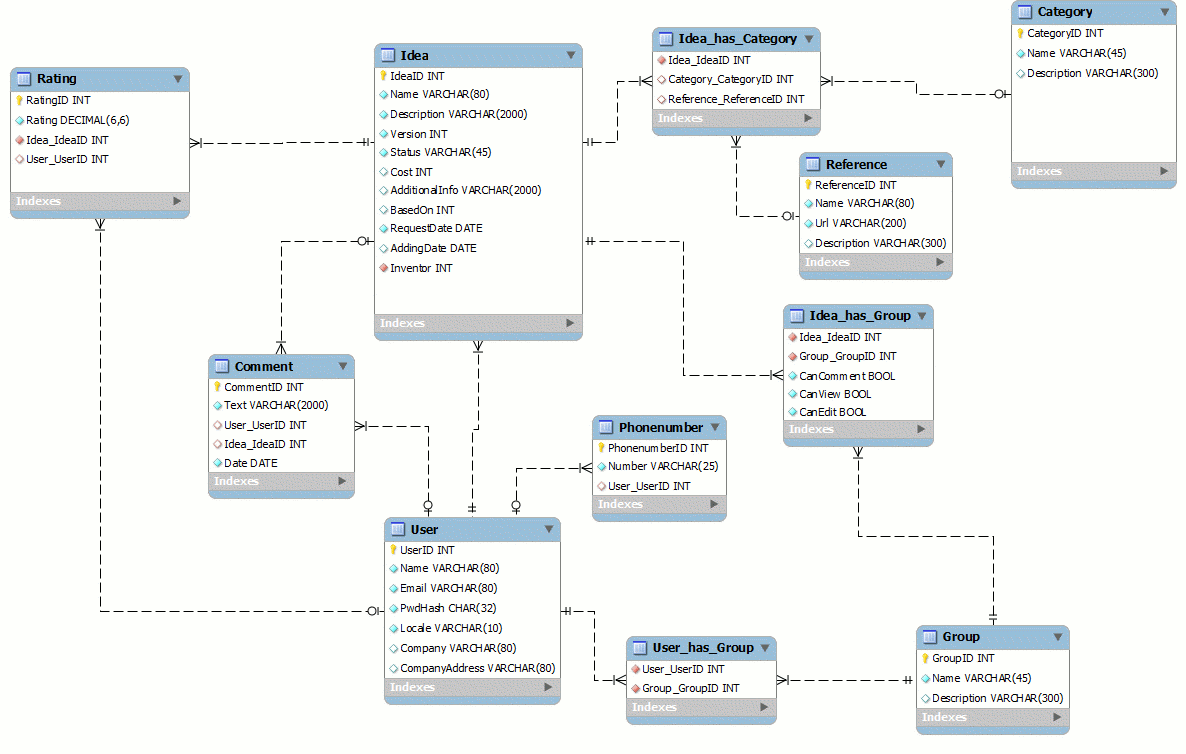 Category
CategoryID INT
Name VARCHAR(45)
Description VARCHAR(300)
Indexes
Idea_has_Category
Idea_IdeaID INT
Category_CategoryID INT
Reference_ReferenceID INT
Indexes
Idea
IdeaID INT
Name VARCHAR(80)
Description VARCHAR(2000)
Version INT
Status VARCHAR(45)
Cost INT
AdditionalInfo VARCHAR(2000)
BasedOn INT
RequestDate DATE
AddingDate DATE
Inventor INT
Indexes
Rating
RatingID INT
Rating DECIMAL(6,6)
Idea_IdeaID INT
User_UserID INT
Indexes
Reference
ReferenceID INT
Name VARCHAR(80)
Url VARCHAR(200)
Description VARCHAR(300)
Indexes
Idea_has_Group
Idea_IdeaID INT
Group_GroupID INT
CanComment BOOL
CanView BOOL
CanEdit BOOL
Indexes
Comment
CommentID INT
Text VARCHAR(2000)
User_UserID INT
Idea_IdeaID INT
Date DATE
Indexes
Phonenumber
PhonenumberID INT
Number VARCHAR(25)
User_UserID INT
Indexes
User
UserID INT
Name VARCHAR(80)
Email VARCHAR(80)
PwdHash CHAR(32)
Locale VARCHAR(10)
Company VARCHAR(80)
CompanyAddress VARCHAR(80)
Indexes
User_has_Group
User_UserID INT
Group_GroupID INT
Indexes
Group
GroupID INT
Name VARCHAR(45)
Description VARCHAR(300)
Indexes